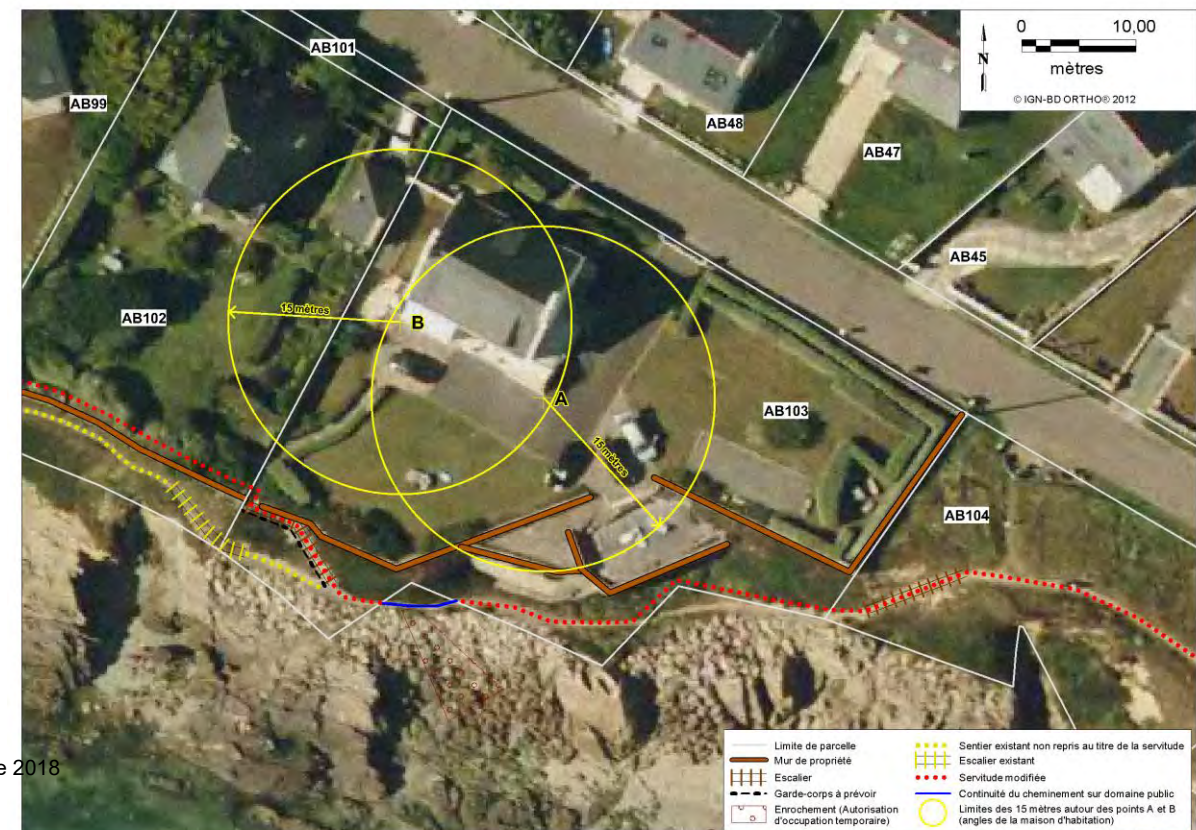 0 10,00
N
mètres
© IGN-BD ORTHO® 2012
AB101
AB99
AB48
AB47
AB45
AB102
15 mètres
B
A
15 mètres
AB103
AB104
e 2018
Limite de parcelle
Mur de propriété
Escalier
Garde-corps à prévoir
Enrochement (Autorisation
d'occupation temporaire)
Sentier existant non repris au titre de la servitude
Escalier existant
Servitude modifiée
Continuité du cheminement sur domaine public
Limites des 15 mètres autour des points A et B
(angles de la maison d'habitation)